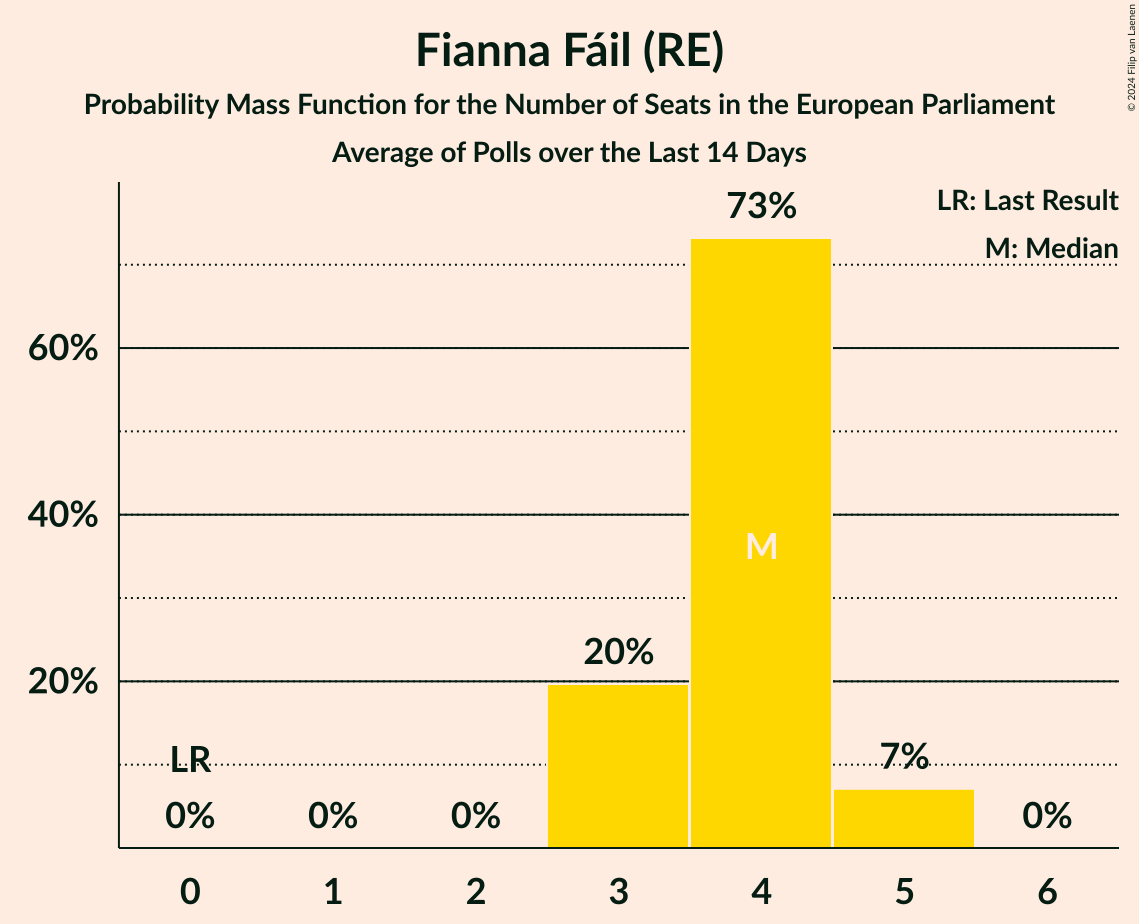 Fianna Fáil (RE)
Probability Mass Function for the Number of Seats in the European Parliament
Average of Polls over the Last 14 Days
© 2024 Filip van Laenen
LR: Last Result
M: Median
73%
60%
40%
M
20%
20%
LR
7%
0% 0% 0% 0%
0 1 2 3 4 5 6